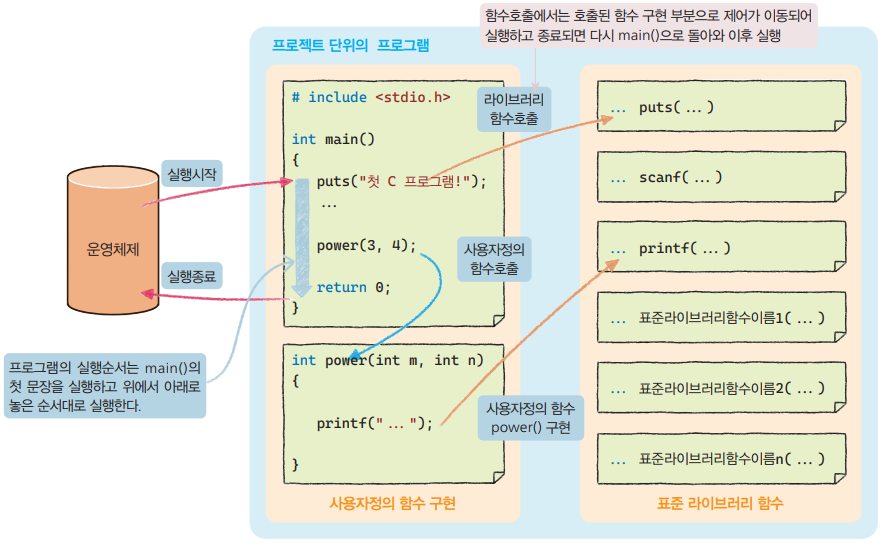 함수호출에서는 호출된 함수 구현 부분으로 제어가 이동되어
실행하고 종료되면 다시 main()으로 돌아와 이후 실행
프로젝트 단위의 프로그램
# include <stdio.h>
int main()
{
puts("첫 C 프로그램!");
...
power(3, 4);
return 0;
}
라이브러리
함수호출
사용자정의
함수호출
실행시작
운영체제
실행종료
프로그램의 실행순서는 main()의
첫 문장을 실행하고 위에서 아래로
놓은 순서대로 실행한다.
int power(int m, int n)
{
printf("...");
}
사용자정의 함수
power() 구현
사용자정의 함수 구현
... puts(...)
... scanf(...)
... printf(...)
... 표준라이브러리함수이름1(...)
... 표준라이브러리함수이름2(...)
... 표준라이브러리함수이름n(...)
표준 라이브러리 함수